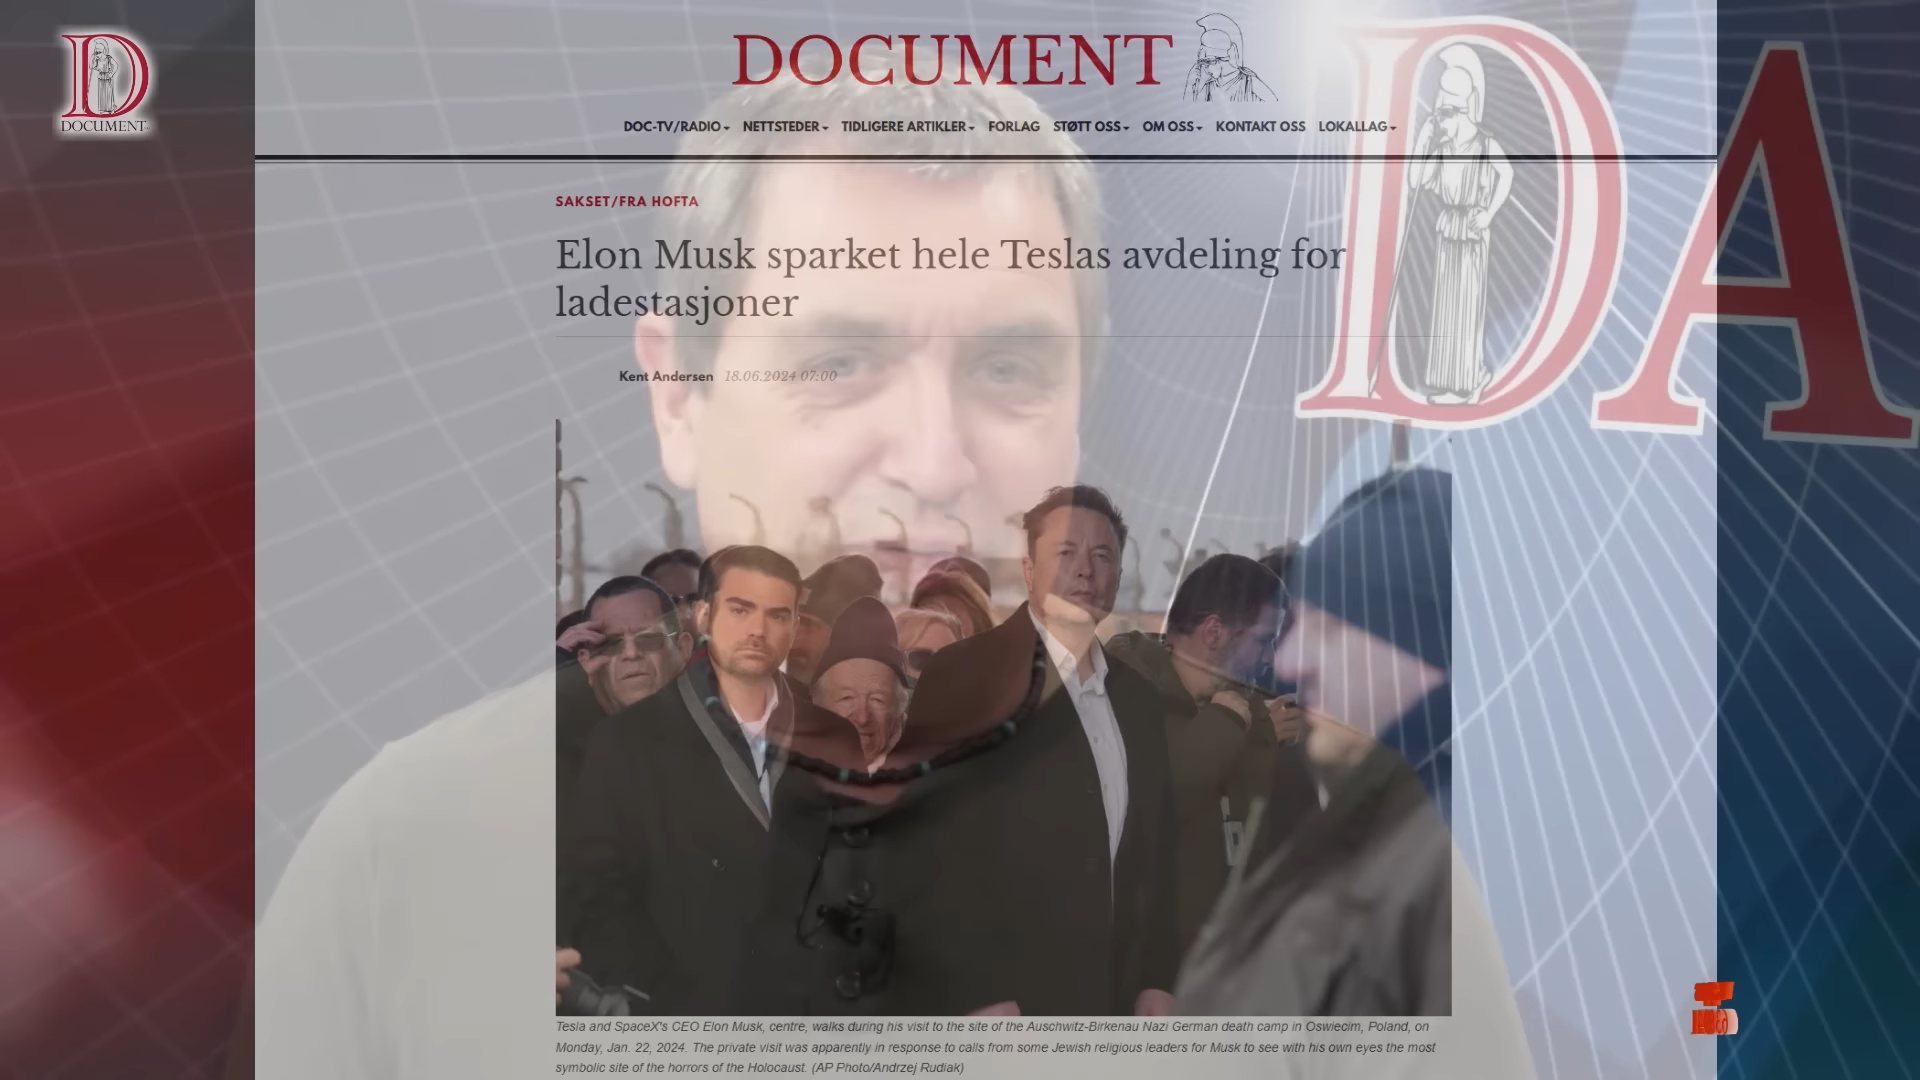 DOCUMENT
DOCUMENT
DA
DOC-TV/RADIO NETTSTEDER TIDLIGERE ARTIKLER FORLAG STØTT OSS OM OSS KONTAKT OSS LOKALLAG
SAKSET/FRA HOFTA
Elon Musk sparket hele Teslas avdeling for
ladestasjoner
Kent Andersen 18.06.2024 07:00
Tesla and SpaceX's CEO Elon Musk, centre, walks during his visit to the site of the Auschwitz-Birkenau Nazi German death camp in Oswiecim, Poland, on
Monday, Jan. 22, 2024. The private visit was apparently in response to calls from some Jewish religious leaders for Musk to see with his own eyes the most
symbolic site of the horrors of the Holocaust. (AP Photo/Andrzej Rudiak)